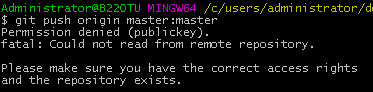 Administrator@B220TU MINGW64 /c/users/administrator/d
$ git push origin master:master
Permission denied (publickey).
fatal: Could not read from remote repository.
Please make sure you have the correct access rights
and the repository exists.